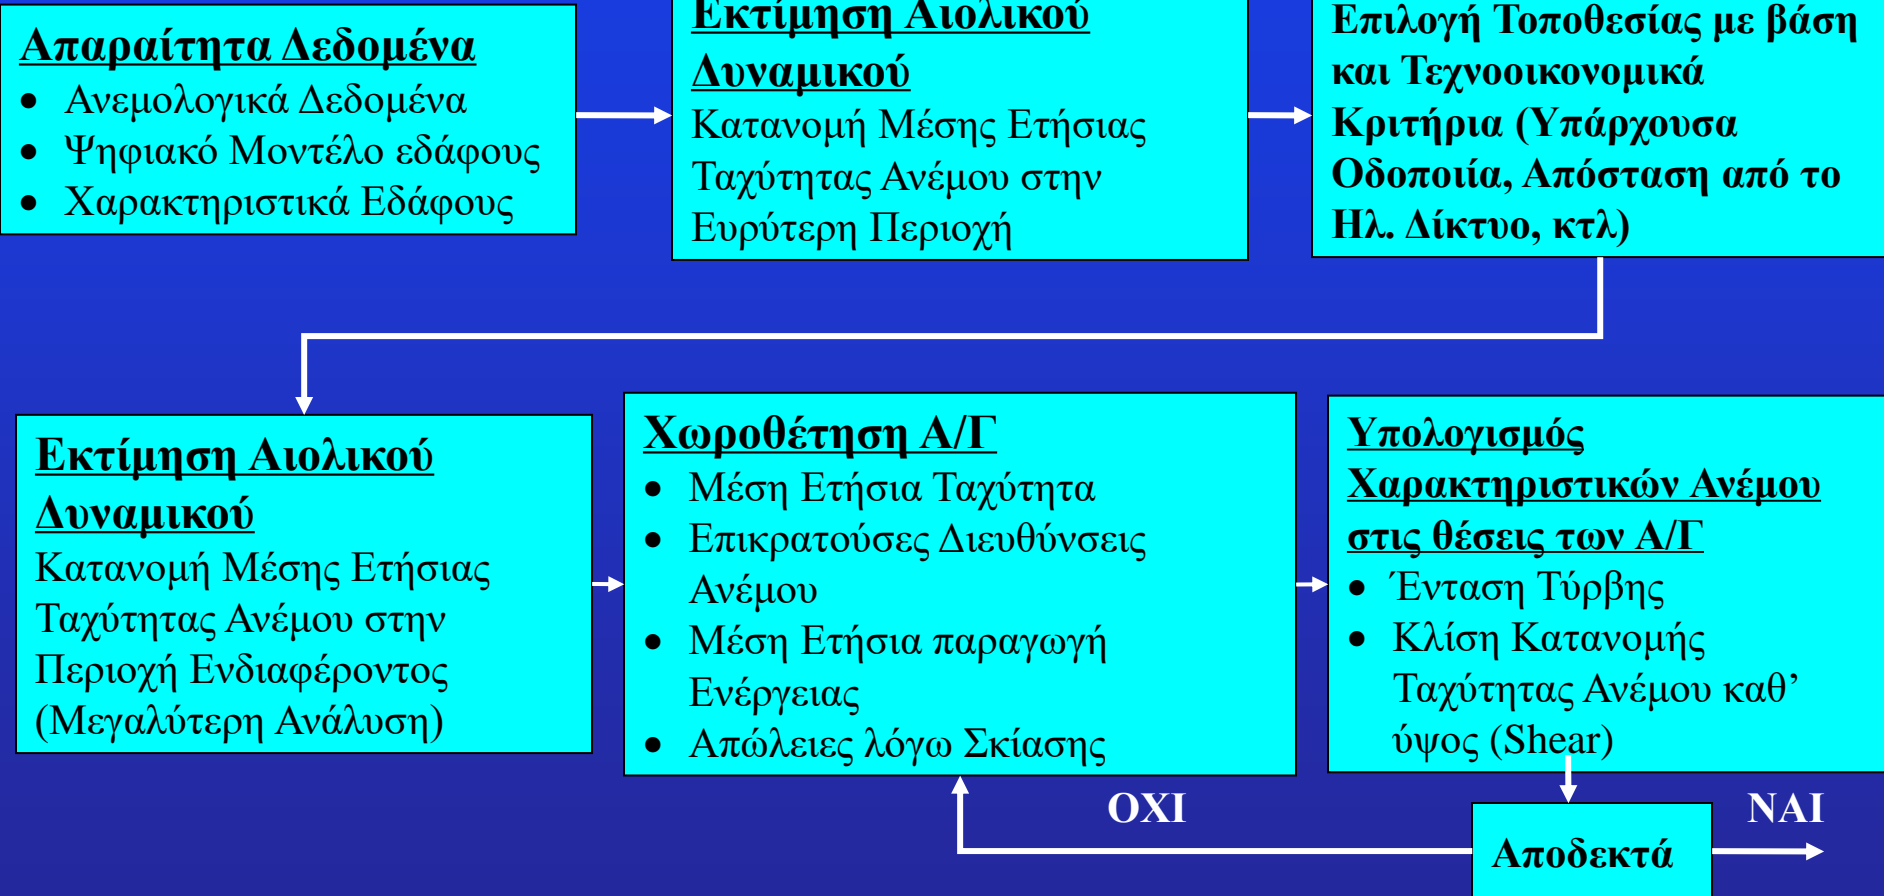 Απαραίτητα Δεδομένα
• Ανεμολογικά Δεδομένα
• Ψηφιακό Μοντέλο εδάφους
• Χαρακτηριστικά Εδάφους
Εκτίμηση Αιολικού
Δυναμικού
Κατανομή Μέσης Ετήσιας
Ταχύτητας Ανέμου στην
Ευρύτερη Περιοχή
Επιλογή Τοποθεσίας με βάση
και Τεχνοοικονομικά
Κριτήρια (Υπάρχουσα
Οδοποιία, Απόσταση από το
Ηλ. Δίκτυο, κτλ)
Εκτίμηση Αιολικού
Δυναμικού
Κατανομή Μέσης Ετήσιας
Ταχύτητας Ανέμου στην
Περιοχή Ενδιαφέροντος
(Μεγαλύτερη Ανάλυση)
Χωροθέτηση Α/Γ
• Μέση Ετήσια Ταχύτητα
• Επικρατούσες Διευθύνσεις
Ανέμου
• Μέση Ετήσια παραγωγή
Ενέργειας
• Απώλειες λόγω Σκίασης
Υπολογισμός
Χαρακτηριστικών Ανέμου
στις θέσεις των Α/Γ
• Ένταση Τύρβης
• Κλίση Κατανομής
Ταχύτητας Ανέμου καθ’
ύψος (Shear)
ΟΧΙ
ΝΑΙ
Αποδεκτά